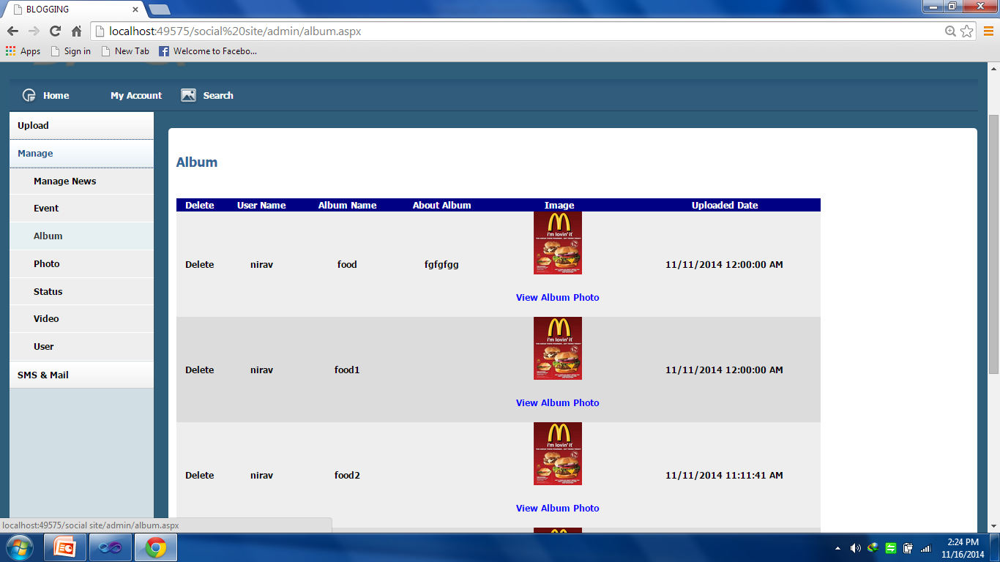 BLOGGING
localhost:49575/social%20site/admin/album.aspx
Apps Sign in New Tab Welcome to Facebo...
Home My Account Search
Upload
Manage
Manage News
Event
Album
Photo
Status
Video
User
SMS & Mail
Album
Delete User Name Album Name About Album Image Uploaded Date
i'm lovin' it
Delete nirav food fgfgfgg 11/11/2014 12:00:00 AM
View Album Photo
i'm lovin' it
Delete nirav food1 11/11/2014 12:00:00 AM
View Album Photo
i'm lovin' it
Delete nirav food2 11/11/2014 11:11:41 AM
View Album Photo
localhost:49575/social site/admin/album.aspx
2:24 PM
11/16/2014